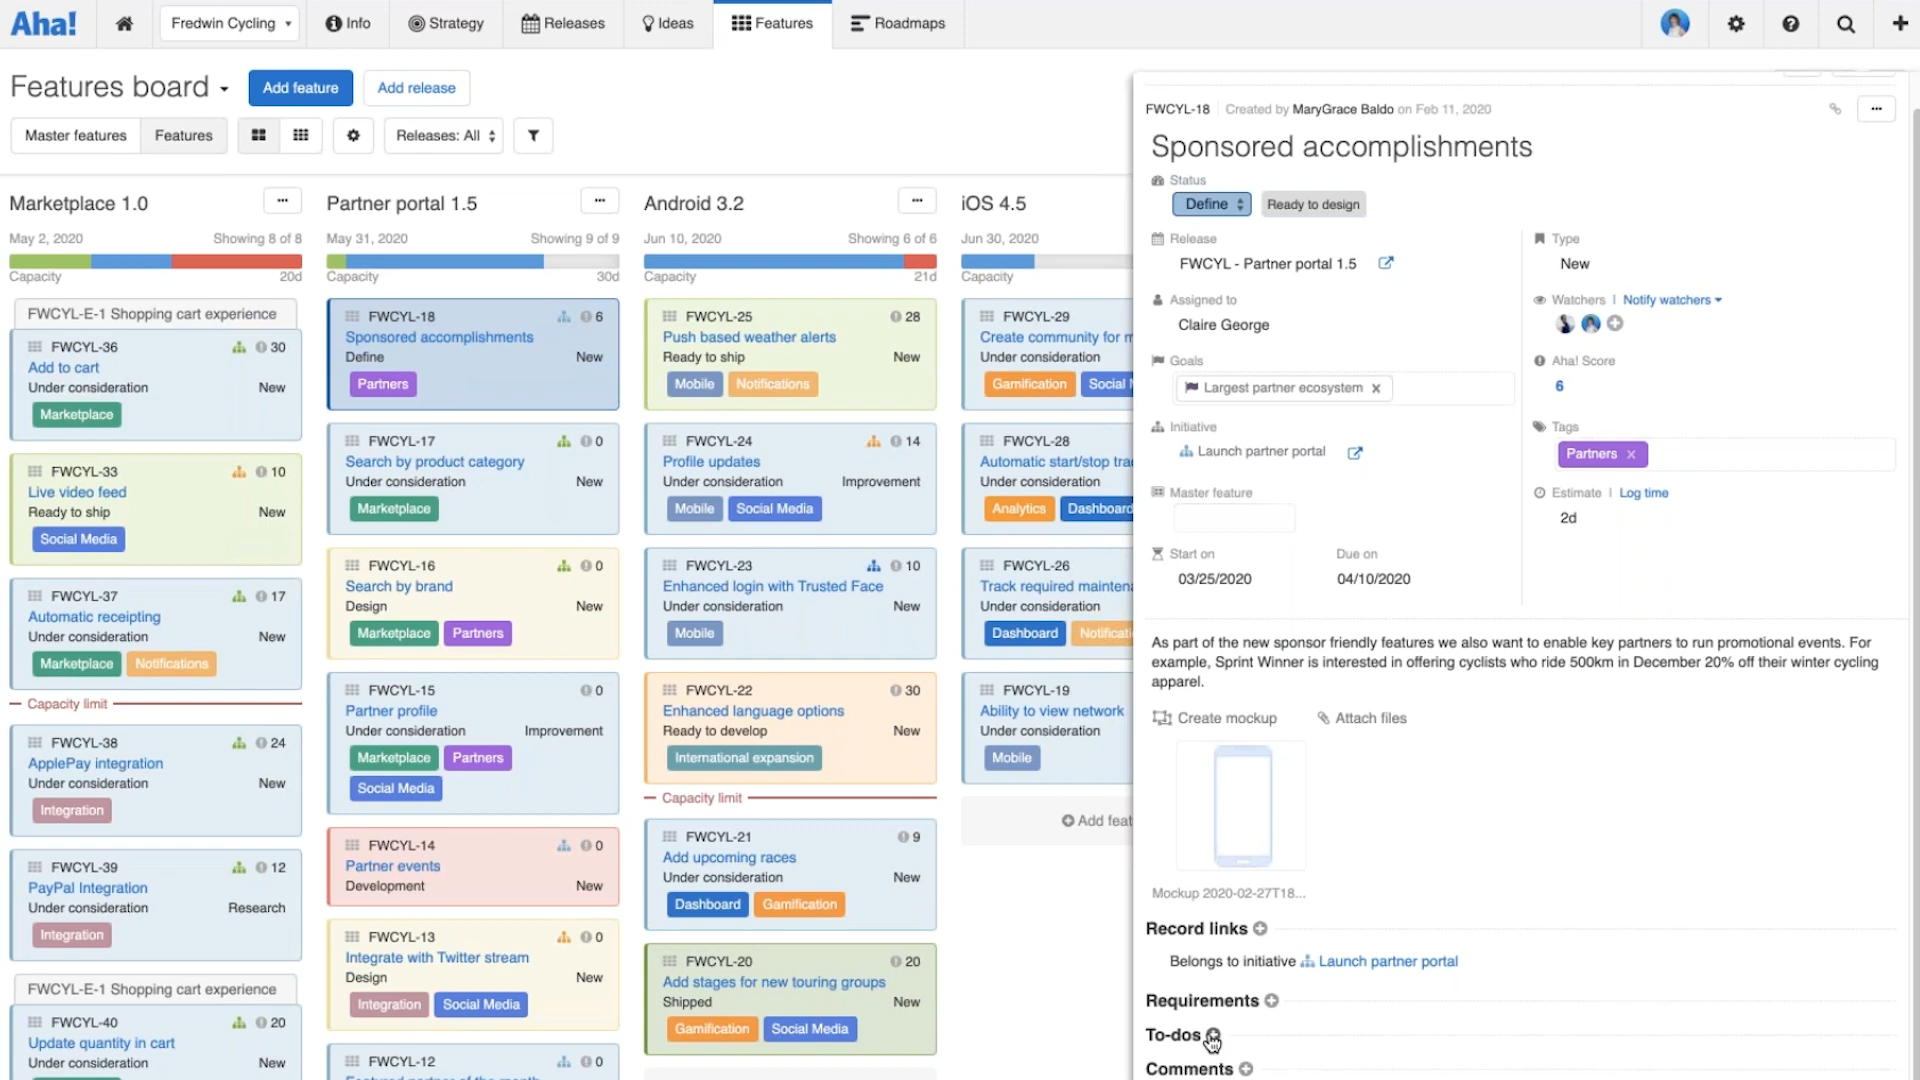 Aha!
Fredwin Cycling
Info
Strategy
Releases
Ideas
Features
Roadmaps
Features board
Add feature
Add release
Master features
Features
Releases: All
Marketplace 1.0
...
May 2, 2020
Showing 8 of 8
Capacity
20d
FWCYL-E-1 Shopping cart experience
FWCYL-36
30
Add to cart
Under consideration
New
Marketplace
FWCYL-33
10
Live video feed
Ready to ship
New
Social Media
FWCYL-37
17
Automatic receipting
Under consideration
New
Marketplace
Notifications
Capacity limit
FWCYL-38
24
ApplePay integration
Under consideration
New
Integration
FWCYL-39
12
PayPal Integration
Under consideration
Research
Integration
FWCYL-E-1 Shopping cart experience
FWCYL-40
20
Update quantity in cart
Under consideration
New
Partner portal 1.5
...
May 31, 2020
Showing 9 of 9
Capacity
30d
FWCYL-18
6
Sponsored accomplishments
Define
New
Partners
FWCYL-17
0
Search by product category
Under consideration
New
Marketplace
FWCYL-16
0
Search by brand
Design
New
Marketplace
Partners
FWCYL-15
0
Partner profile
Under consideration
Improvement
Marketplace
Partners
Social Media
FWCYL-14
0
Partner events
Development
New
FWCYL-13
0
Integrate with Twitter stream
Design
New
Integration
Social Media
FWCYL-12
0
Android 3.2
...
Jun 10, 2020
Showing 6 of 6
Capacity
21d
FWCYL-25
28
Push based weather alerts
Ready to ship
New
Mobile
Notifications
FWCYL-24
14
Profile updates
Under consideration
Improvement
Mobile
Social Media
FWCYL-23
10
Enhanced login with Trusted Face
Under consideration
New
Mobile
FWCYL-22
30
Enhanced language options
Ready to develop
New
International expansion
Capacity limit
FWCYL-21
9
Add upcoming races
Under consideration
New
Dashboard
Gamification
FWCYL-20
20
Add stages for new touring groups
Shipped
New
Gamification
Social Media
iOS 4.5
Jun 30, 2020
Capacity
FWCYL-29
Create community for
Under consideration
Gamification
Social
FWCYL-28
Automatic start/stop
Under consideration
Analytics
Dashboard
FWCYL-26
Track required
Under consideration
Dashboard
FWCYL-19
Ability to view network
Under consideration
Mobile
Add
FWCYL-18
Created by MaryGrace Baldo on Feb 11, 2020
...
Sponsored accomplishments
Status
Define
Ready to design
Release
FWCYL - Partner portal 1.5
Assigned to
Claire George
Goals
Largest partner ecosystem ×
Initiative
Launch partner portal
Master feature
Start on
03/25/2020
Due on
04/10/2020
Type
New
Watchers | Notify watchers
Aha! Score
6
Tags
Partners ×
Estimate | Log time
2d
As part of the new sponsor friendly features we also want to enable key partners to run promotional events. For
example, Sprint Winner is interested in offering cyclists who ride 500km in December 20% off their winter cycling
apparel.
Create mockup
Attach files
Mockup 2020-02-27T18...
Record links
Belongs to initiative Launch partner portal
Requirements
To-dos
Comments